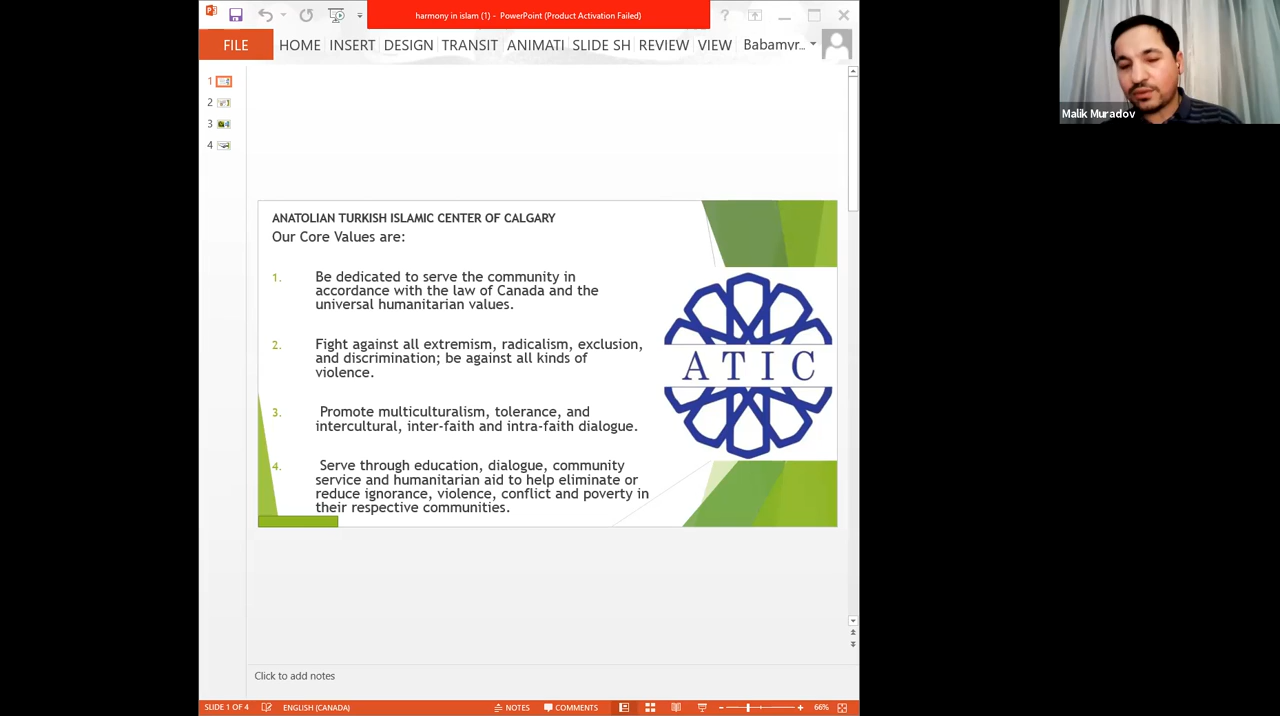 harmony in islam (1) - PowerPoint (Product Activation Failed)
FILE HOME INSERT DESIGN TRANSIT ANIMATI SLIDE SH REVIEW VIEW Babamvr...
Malik Muradov
1
2
3
4
ANATOLIAN TURKISH ISLAMIC CENTER OF CALGARY
Our Core Values are:
1. Be dedicated to serve the community in
accordance with the law of Canada and the
universal humanitarian values.
2. Fight against all extremism, radicalism, exclusion,
and discrimination; be against all kinds of
violence.
3. Promote multiculturalism, tolerance, and
intercultural, inter-faith and intra-faith dialogue.
4. Serve through education, dialogue, community
service and humanitarian aid to help eliminate or
reduce ignorance, violence, conflict and poverty in
their respective communities.
ATIC
Click to add notes
SLIDE 1 OF 4 ENGLISH (CANADA) NOTES COMMENTS 66%